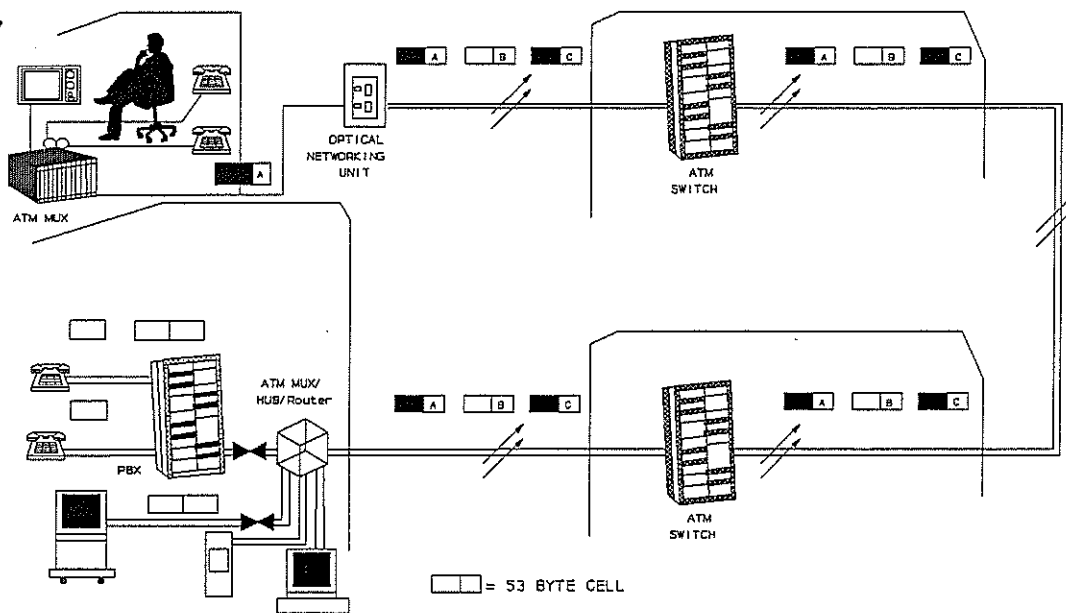 A B C
A B C
OPTICAL
NETWORKING
UNIT
A
ATM
SWITCH
ATM MUX
ATM MUX/
HUB/Router
A B C
A B C
PBX
ATM
SWITCH
= 53 BYTE CELL